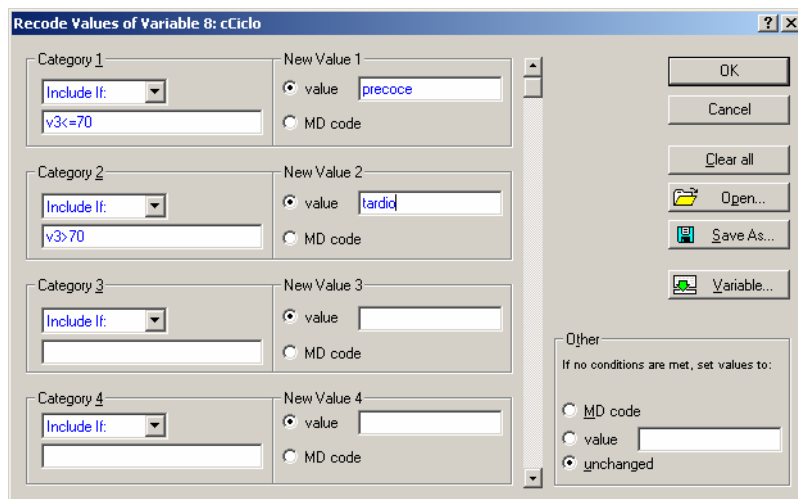 Recode Values of Variable 8: cCiclo
Category 1
Include If:
v3<=70
New Value 1
value precoce
MD code
Category 2
Include If:
v3>70
New Value 2
value tardio
MD code
Category 3
Include If:
New Value 3
value
MD code
Category 4
Include If:
New Value 4
value
MD code
OK
Cancel
Clear all
Open...
Save As...
Variable...
Other
If no conditions are met, set values to:
MD code
value
unchanged